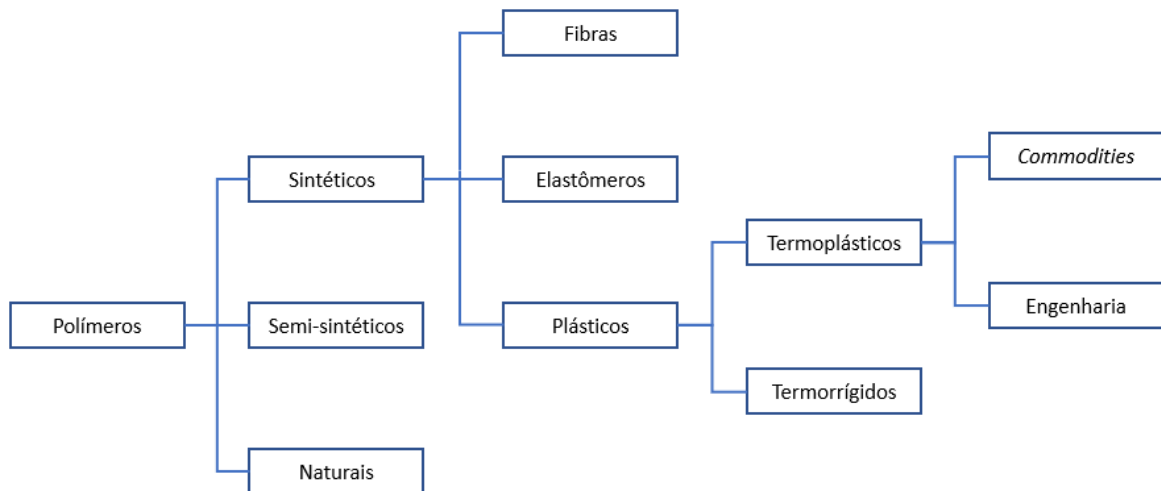 Fibras
Sintéticos
Elastômeros
Commodities
Termoplásticos
Polímeros
Semi-sintéticos
Plásticos
Engenharia
Termorrígidos
Naturais